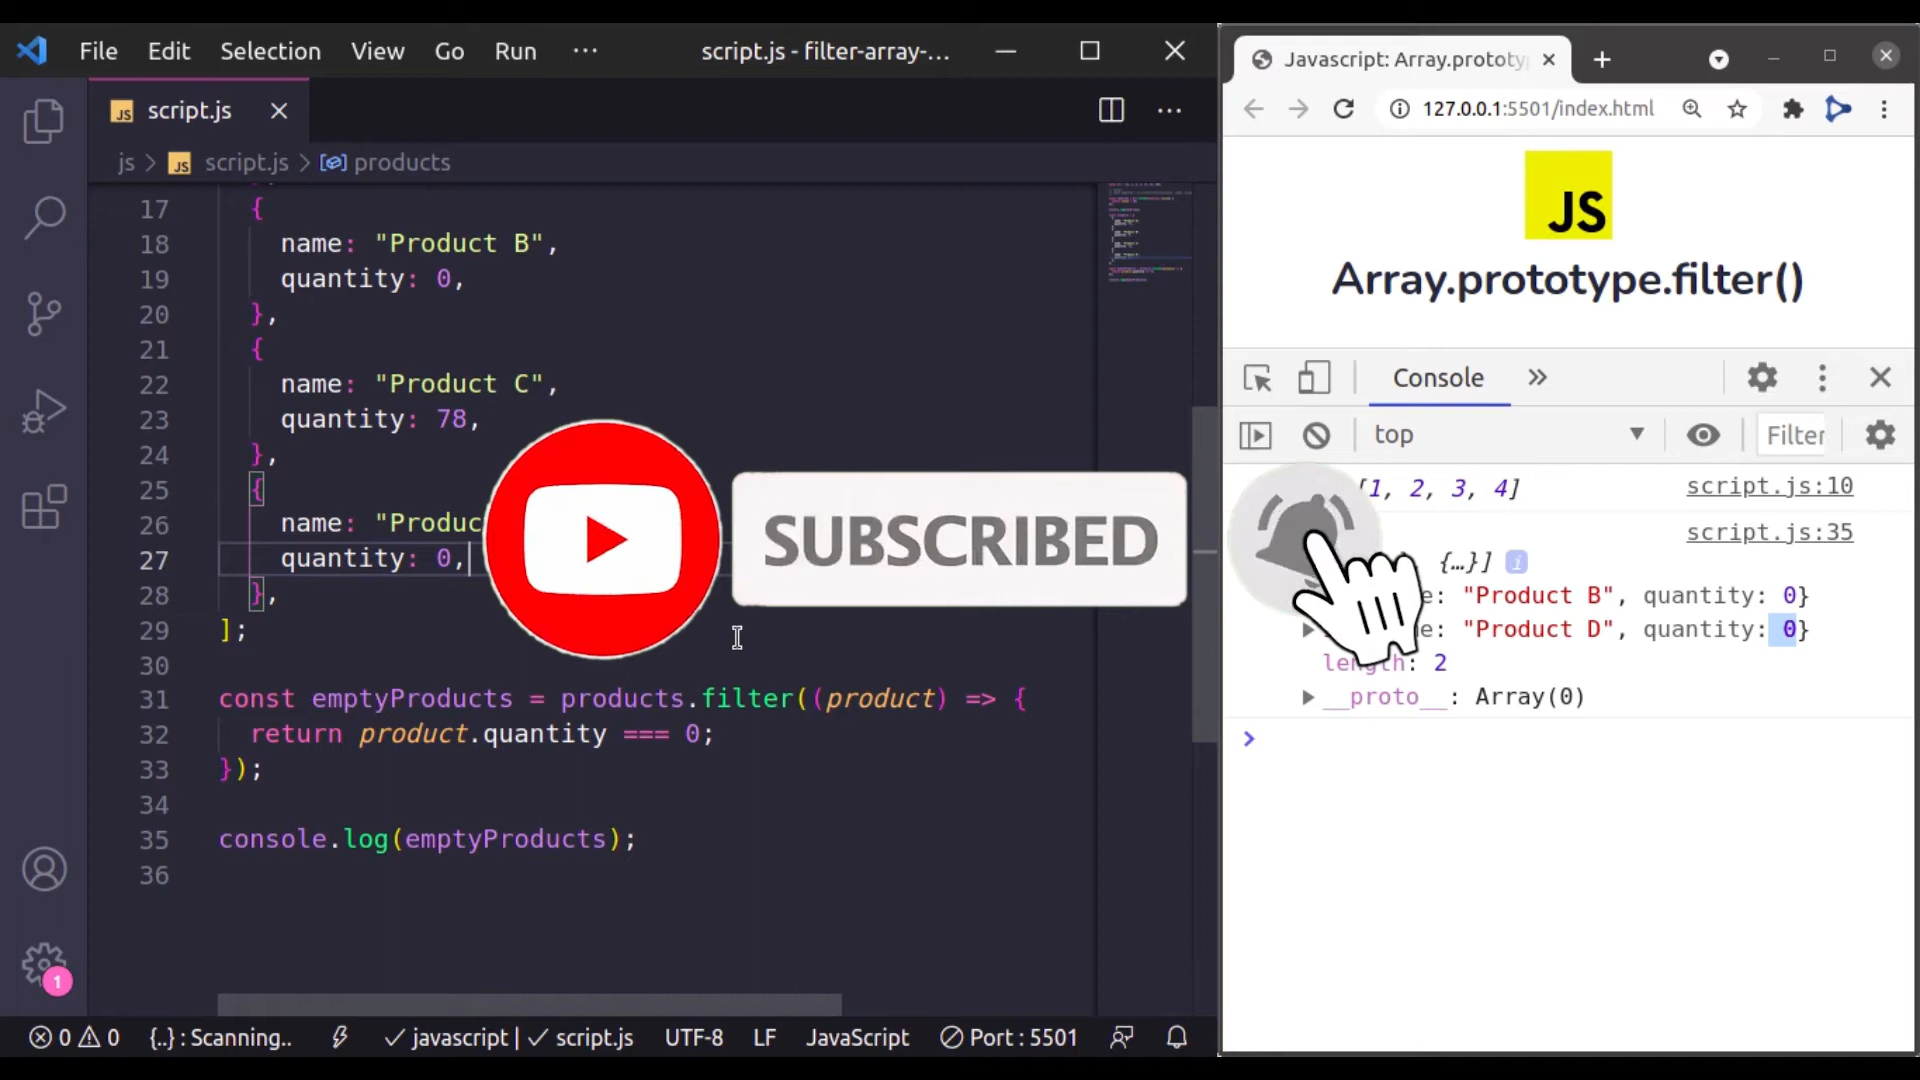 File Edit Selection View Go Run ···
script.js - filter-array-...
JS script.js
js > JS script.js > products
17 {
18 name: "Product B",
19 quantity: 0,
20 },
21 {
22 name: "Product C",
23 quantity: 78,
24 },
25 {
26 name: "Produc
27 quantity: 0,
28 },
29 ];
30
31 const emptyProducts = products.filter((product) => {
32 return product.quantity === 0;
33 });
34
35 console.log(emptyProducts);
36
SUBSCRIBED
1
0 0 {..} : Scanning.. javascript | script.js UTF-8 LF JavaScript Port : 5501
Javascript: Array.prototyp
127.0.0.1:5501/index.html
JS
Array.prototype.filter()
Console
top Filter
[1, 2, 3, 4] script.js:10
script.js:35
{…}] i
e: "Product B", quantity: 0}
e: "Product D", quantity: 0}
length: 2
__proto__: Array(0)
>